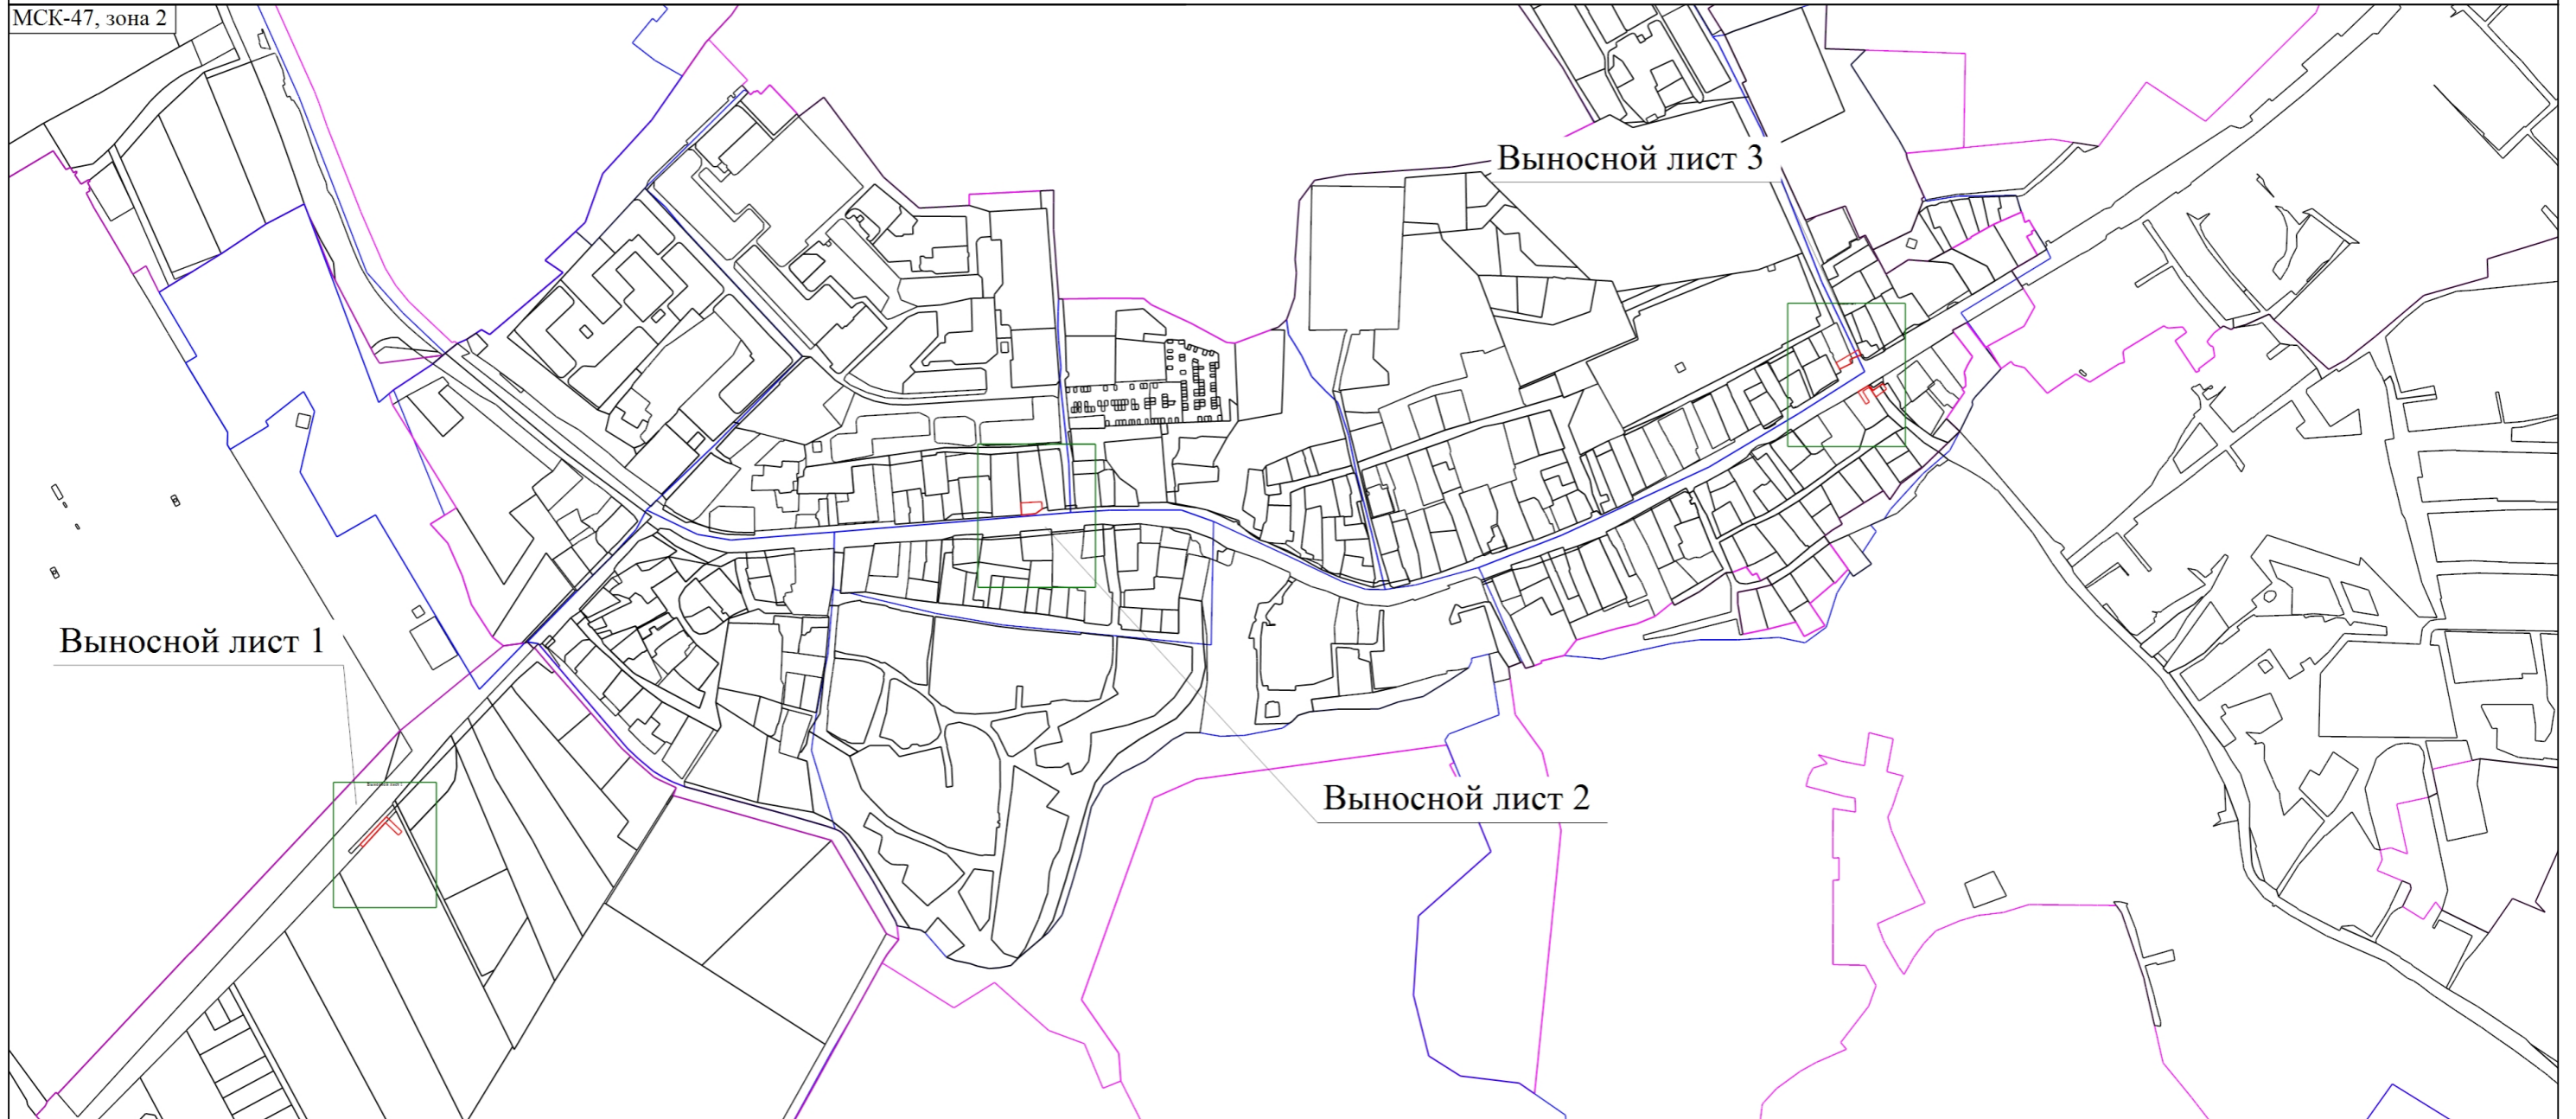 МСК-47, зона 2
Выносной лист 3
Выносной лист 1
Выносной лист 2